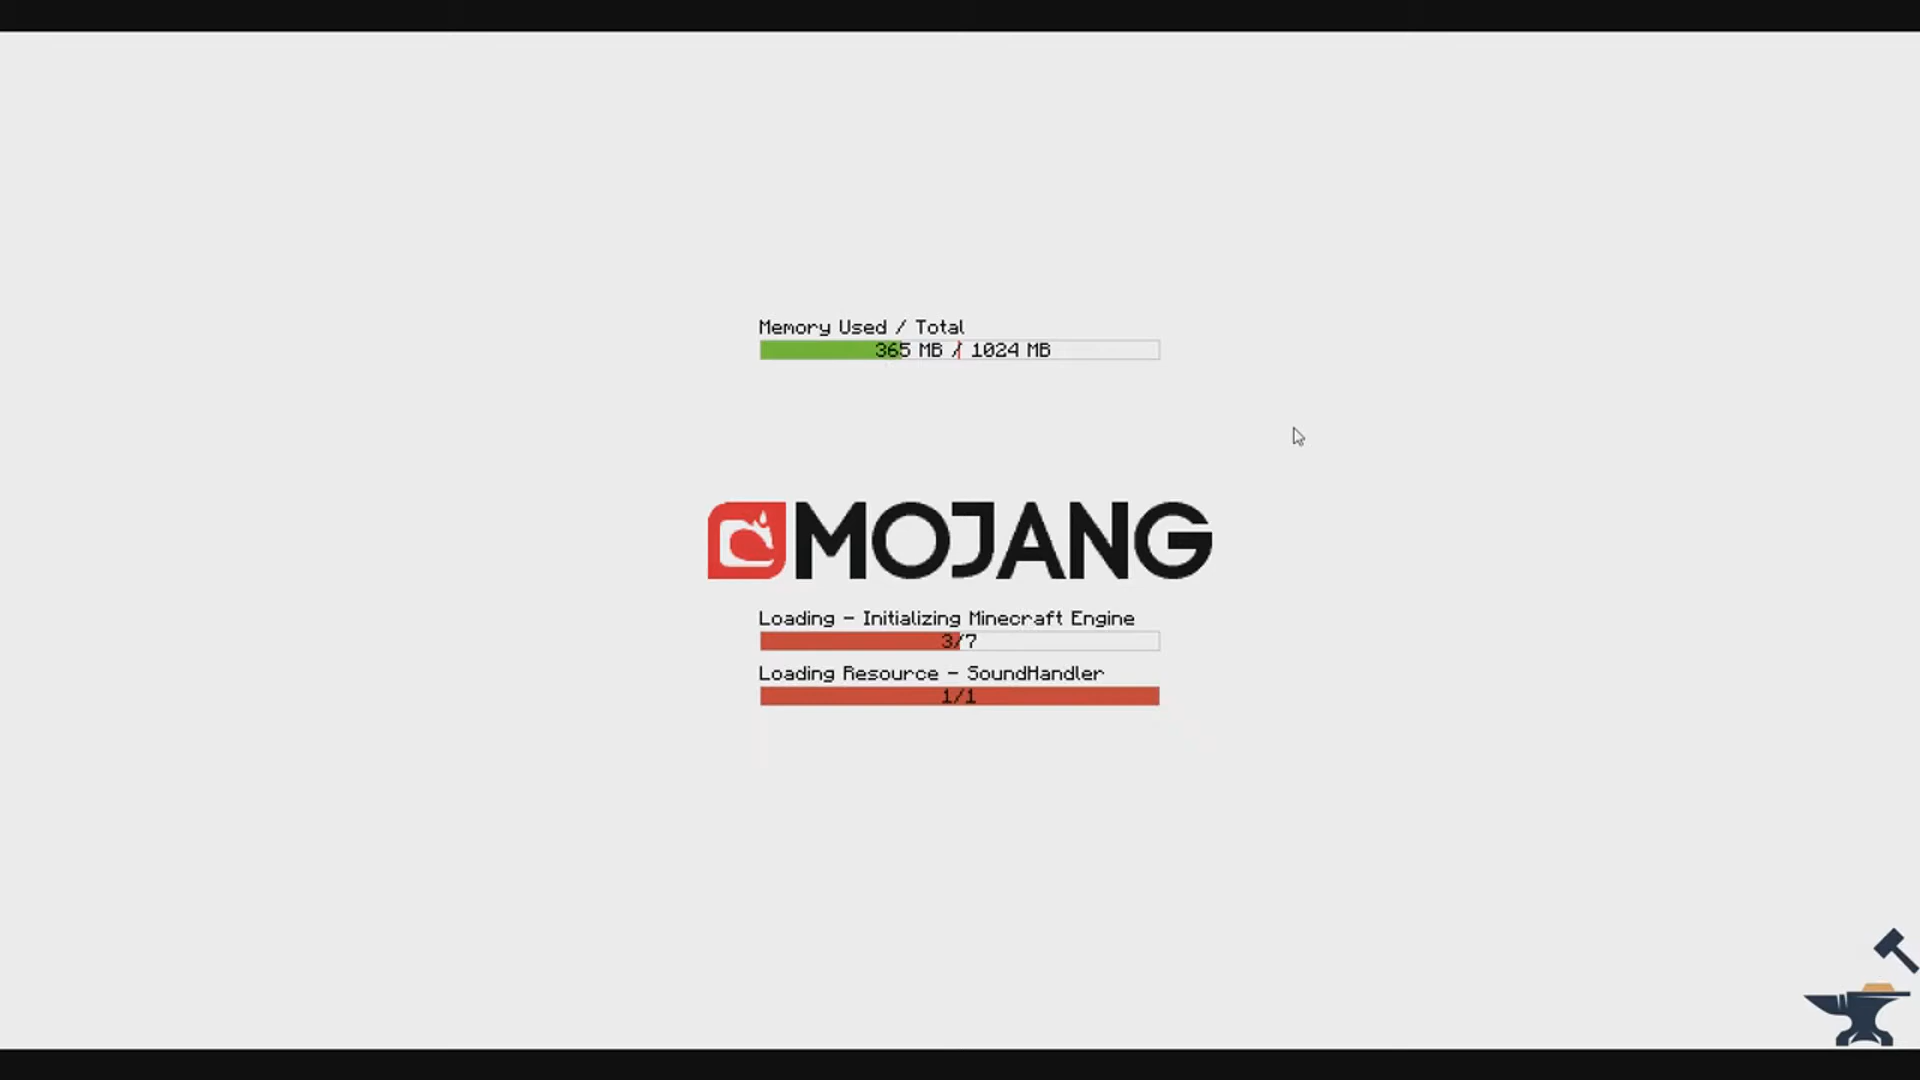 Memory Used / Total
365 MB / 1024 MB
MOJANG
Loading - Initializing Minecraft Engine
3/7
Loading Resource - SoundHandler
1/1